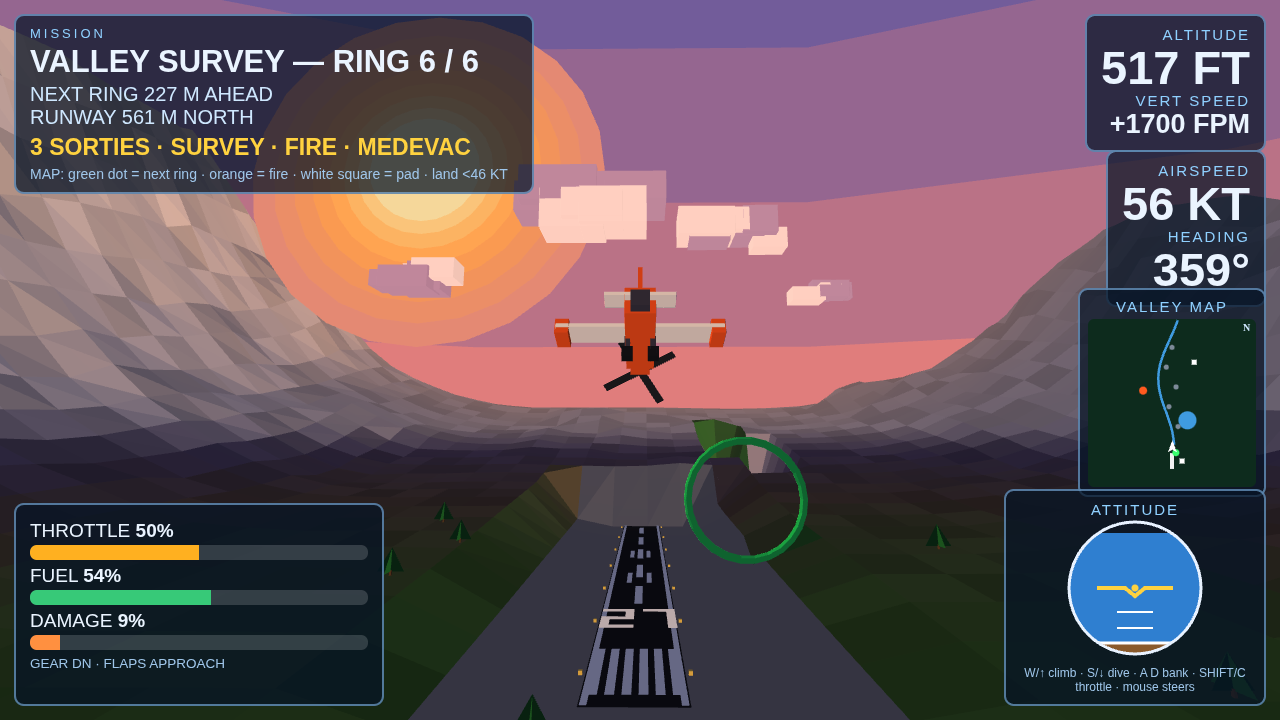 MISSION
VALLEY SURVEY — RING 6 / 6
NEXT RING 227 M AHEAD
RUNWAY 561 M NORTH
3 SORTIES · SURVEY · FIRE · MEDEVAC
MAP: green dot = next ring · orange = fire · white square = pad · land <46 KT
ALTITUDE
517 FT
VERT SPEED
+1700 FPM
AIRSPEED
56 KT
HEADING
359°
VALLEY MAP
N
THROTTLE 50%
FUEL 54%
DAMAGE 9%
GEAR DN · FLAPS APPROACH
ATTITUDE
W/↑ climb · S/↓ dive · A D bank · SHIFT/C
throttle · mouse steers